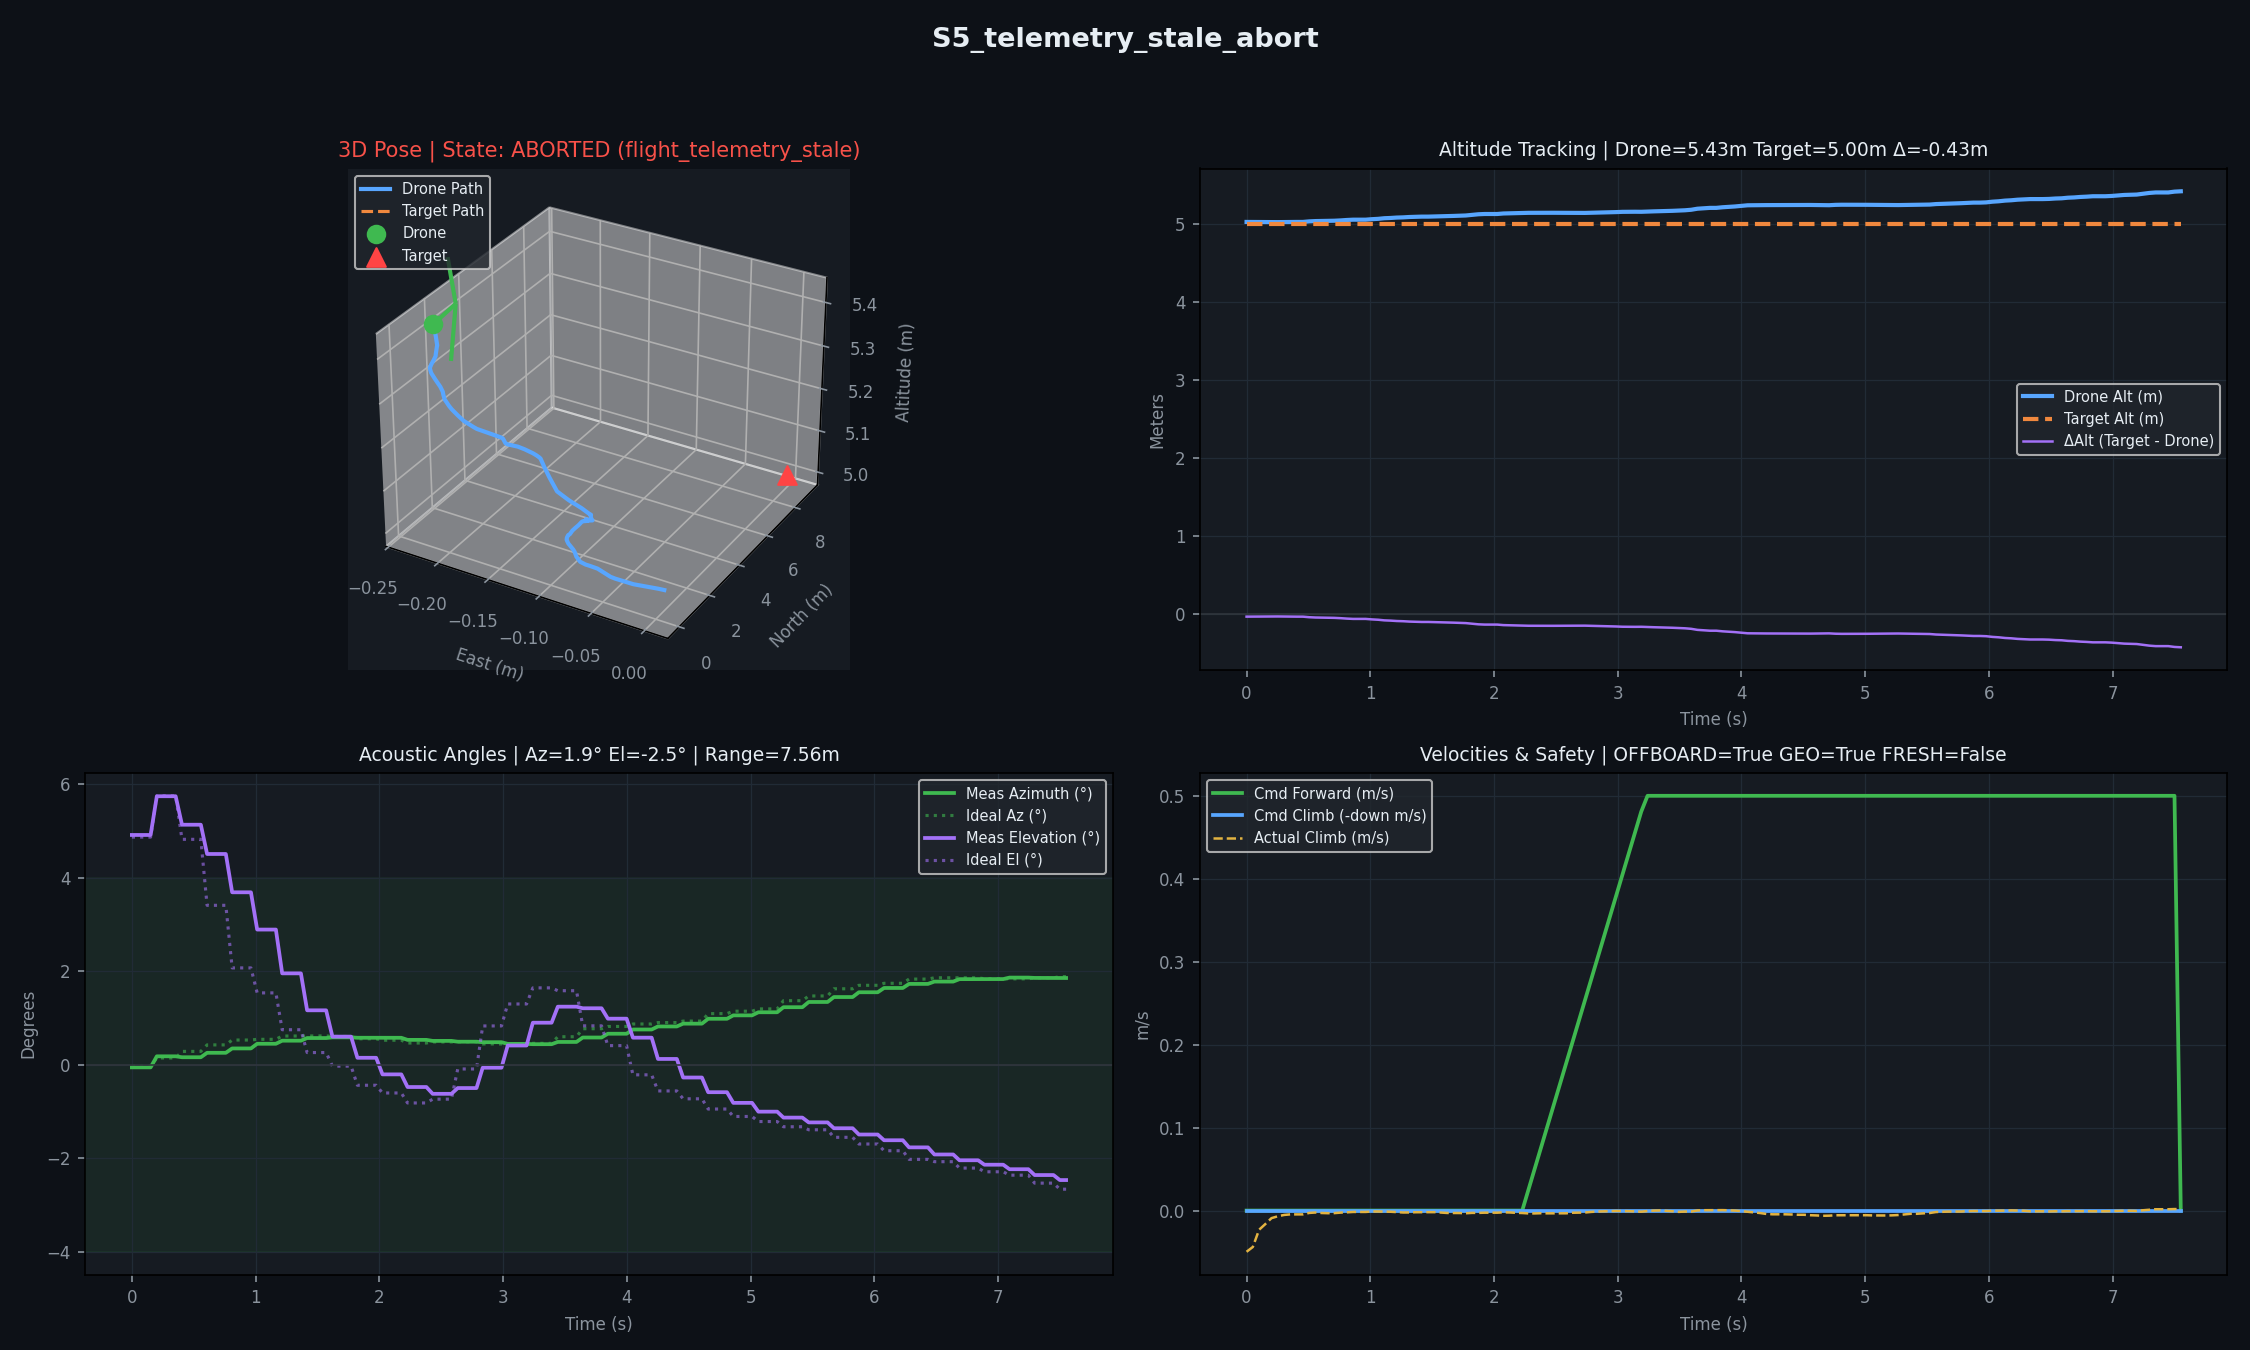 S5_telemetry_stale_abort
3D Pose | State: ABORTED (flight_telemetry_stale)
Drone Path
Target Path
Drone
Target
5.4
5.3
5.2
5.1
5.0
Altitude (m)
−0.25
−0.20
−0.15
−0.10
−0.05
0.00
East (m)
0
2
4
6
8
North (m)
Altitude Tracking | Drone=5.43m Target=5.00m Δ=-0.43m
Drone Alt (m)
Target Alt (m)
ΔAlt (Target - Drone)
5
4
3
2
1
0
Meters
0 1 2 3 4 5 6 7
Time (s)
Acoustic Angles | Az=1.9° El=-2.5° | Range=7.56m
Meas Azimuth (°)
Ideal Az (°)
Meas Elevation (°)
Ideal El (°)
6
4
2
0
−2
−4
Degrees
0 1 2 3 4 5 6 7
Time (s)
Velocities & Safety | OFFBOARD=True GEO=True FRESH=False
Cmd Forward (m/s)
Cmd Climb (-down m/s)
Actual Climb (m/s)
0.5
0.4
0.3
0.2
0.1
0.0
m/s
0 1 2 3 4 5 6 7
Time (s)